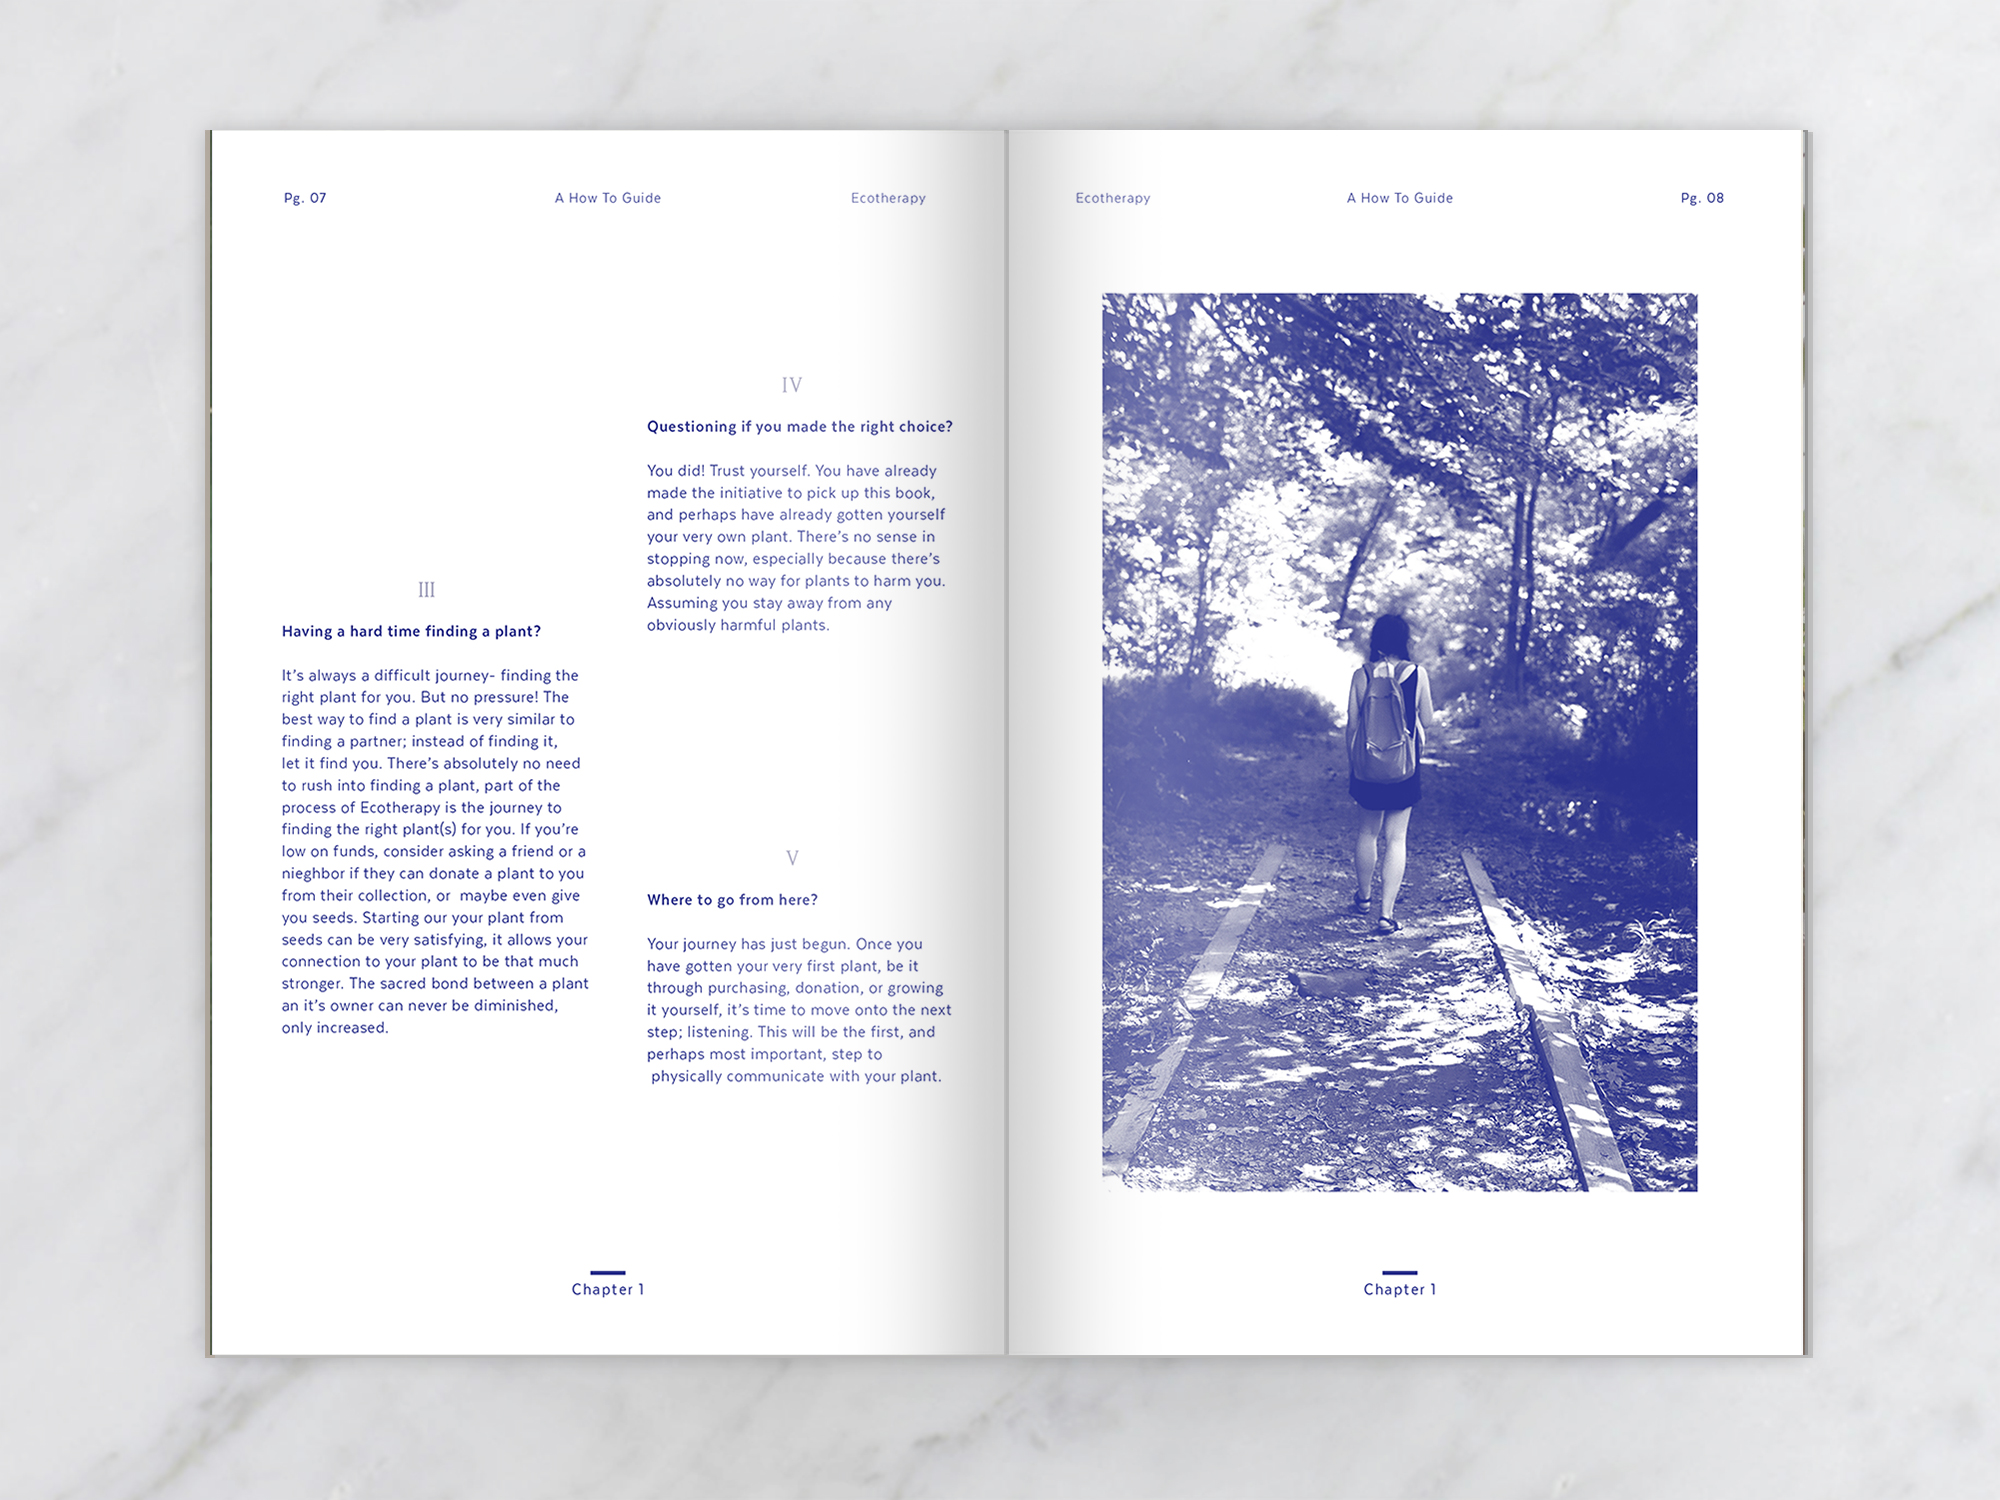 Pg. 07
A How To Guide
Ecotherapy
III
Having a hard time finding a plant?
It's always a difficult journey- finding the
right plant for you. But no pressure! The
best way to find a plant is very similar to
finding a partner; instead of finding it,
let it find you. There's absolutely no need
to rush into finding a plant, part of the
process of Ecotherapy is the journey to
finding the right plant(s) for you. If you're
low on funds, consider asking a friend or a
nieghbor if they can donate a plant to you
from their collection, or  maybe even give
you seeds. Starting our your plant from
seeds can be very satisfying, it allows your
connection to your plant to be that much
stronger. The sacred bond between a plant
an it's owner can never be diminished,
only increased.
IV
Questioning if you made the right choice?
You did! Trust yourself. You have already
made the initiative to pick up this book,
and perhaps have already gotten yourself
your very own plant. There's no sense in
stopping now, especially because there's
absolutely no way for plants to harm you.
Assuming you stay away from any
obviously harmful plants.
V
Where to go from here?
Your journey has just begun. Once you
have gotten your very first plant, be it
through purchasing, donation, or growing
it yourself, it's time to move onto the next
step; listening. This will be the first, and
perhaps most important, step to
physically communicate with your plant.
Chapter 1
Ecotherapy
A How To Guide
Pg. 08
Chapter 1